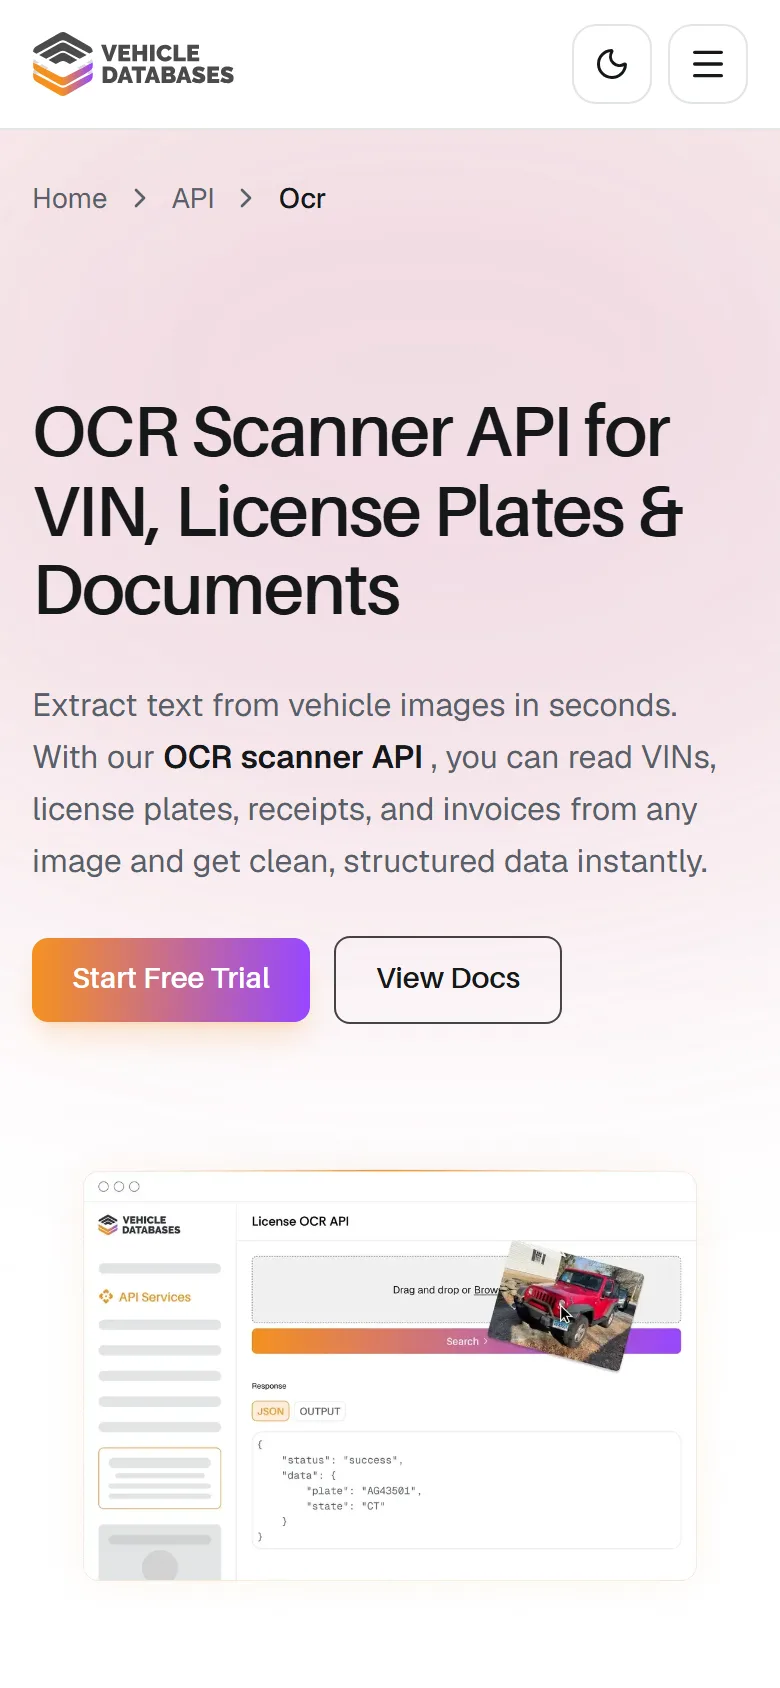 VEHICLE
DATABASES
Home > API > Ocr
OCR Scanner API for
VIN, License Plates &
Documents
Extract text from vehicle images in seconds.
With our OCR scanner API , you can read VINs,
license plates, receipts, and invoices from any
image and get clean, structured data instantly.
Start Free Trial
View Docs
VEHICLE
DATABASES
License OCR API
API Services
Drag and drop or
Search >
Response
JSON
OUTPUT
{
"status": "success",
"data": {
"plate": "AG43501",
"state": "CT"
}
}